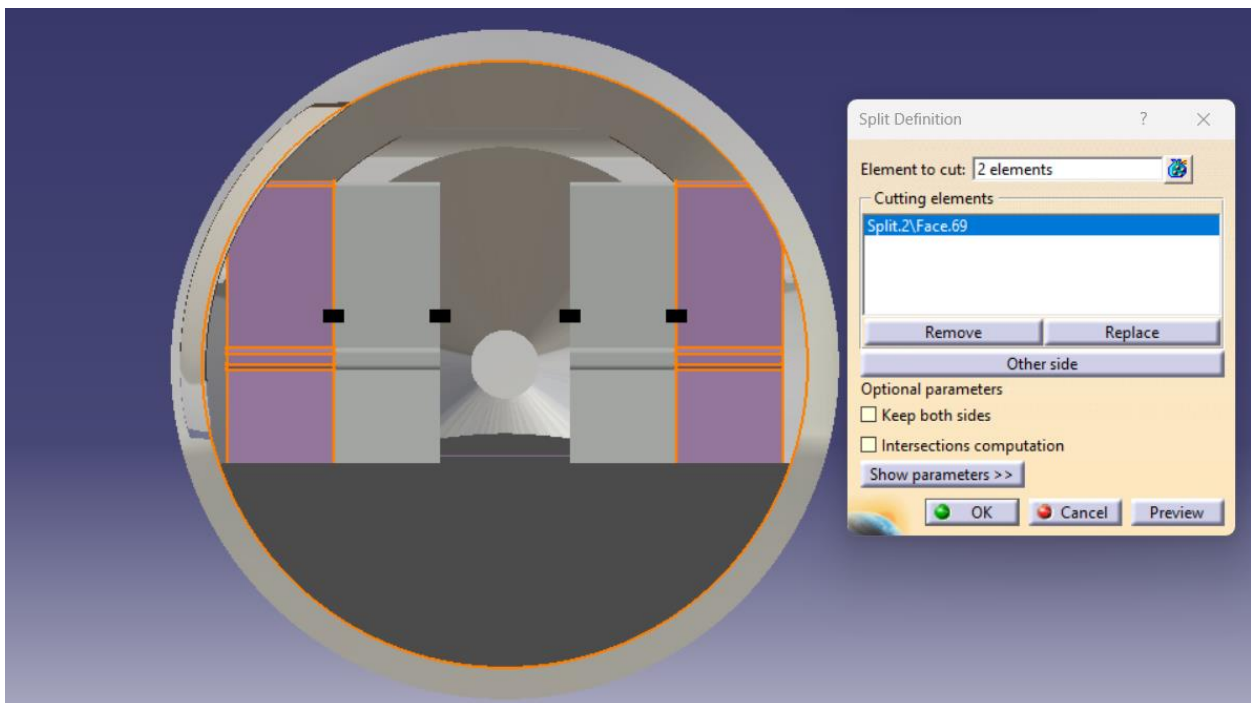 Split Definition ? ×
Element to cut: 2 elements
Cutting elements
Split.2\Face.69
Remove Replace
Other side
Optional parameters
Keep both sides
Intersections computation
Show parameters >>
OK Cancel Preview